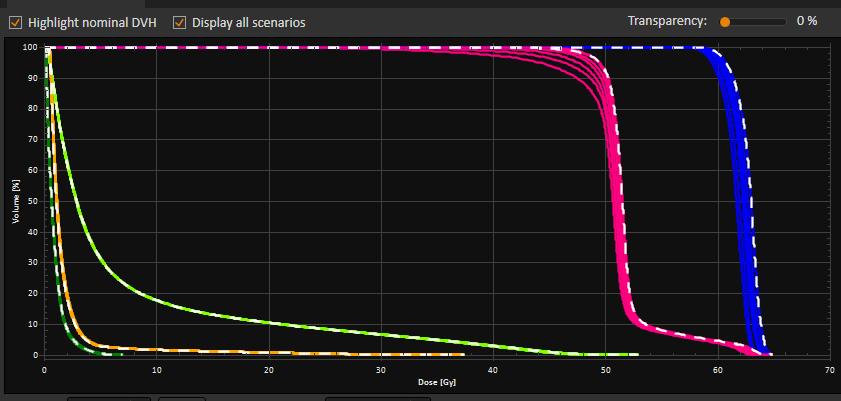 Highlight nominal DVH Display all scenarios Transparency: 0 %
100
90
80
70
60
50
40
30
20
10
0
Volume [%]
0 10 20 30 40 50 60 70
Dose [Gy]